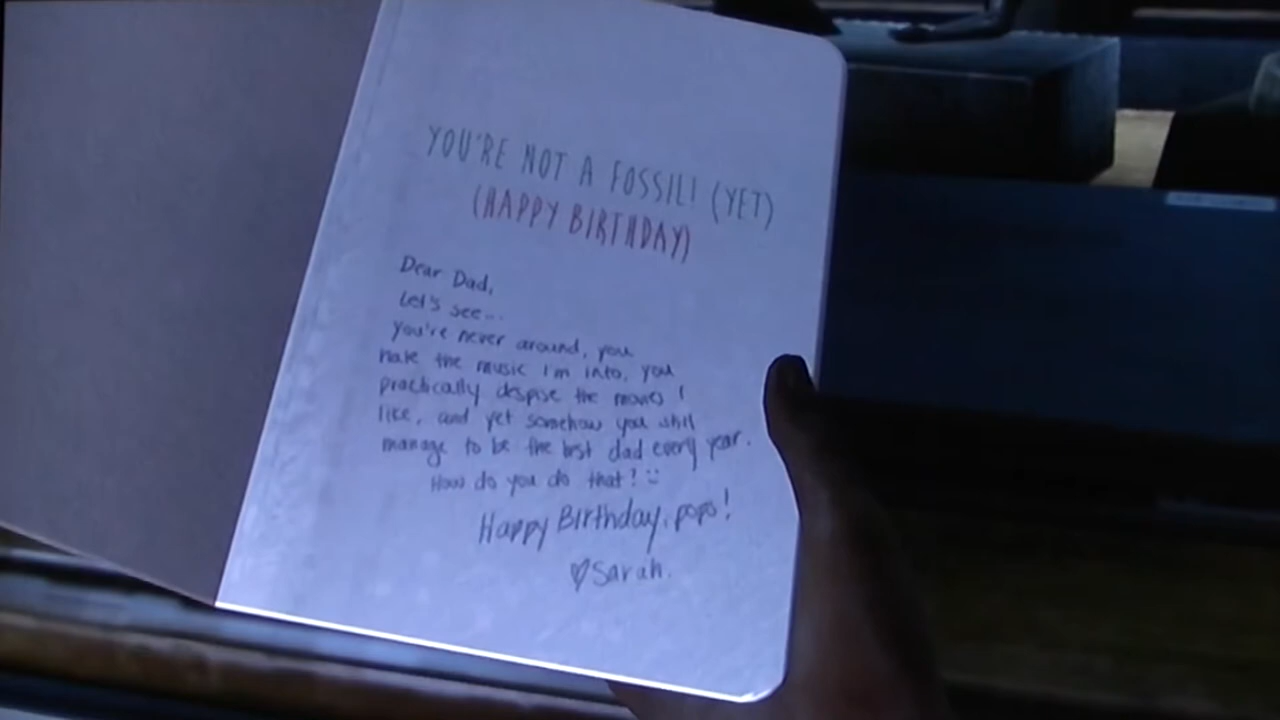 YOU'RE NOT A FOSSIL! (YET)
(HAPPY BIRTHDAY)
Dear Dad,
Let's see...
you're never around, you
hate the music I'm into, you
practically despise the movies I
like, and yet somehow you still
manage to be the best dad every year.
How do you do that? :)
Happy Birthday, pops!
♡ Sarah.